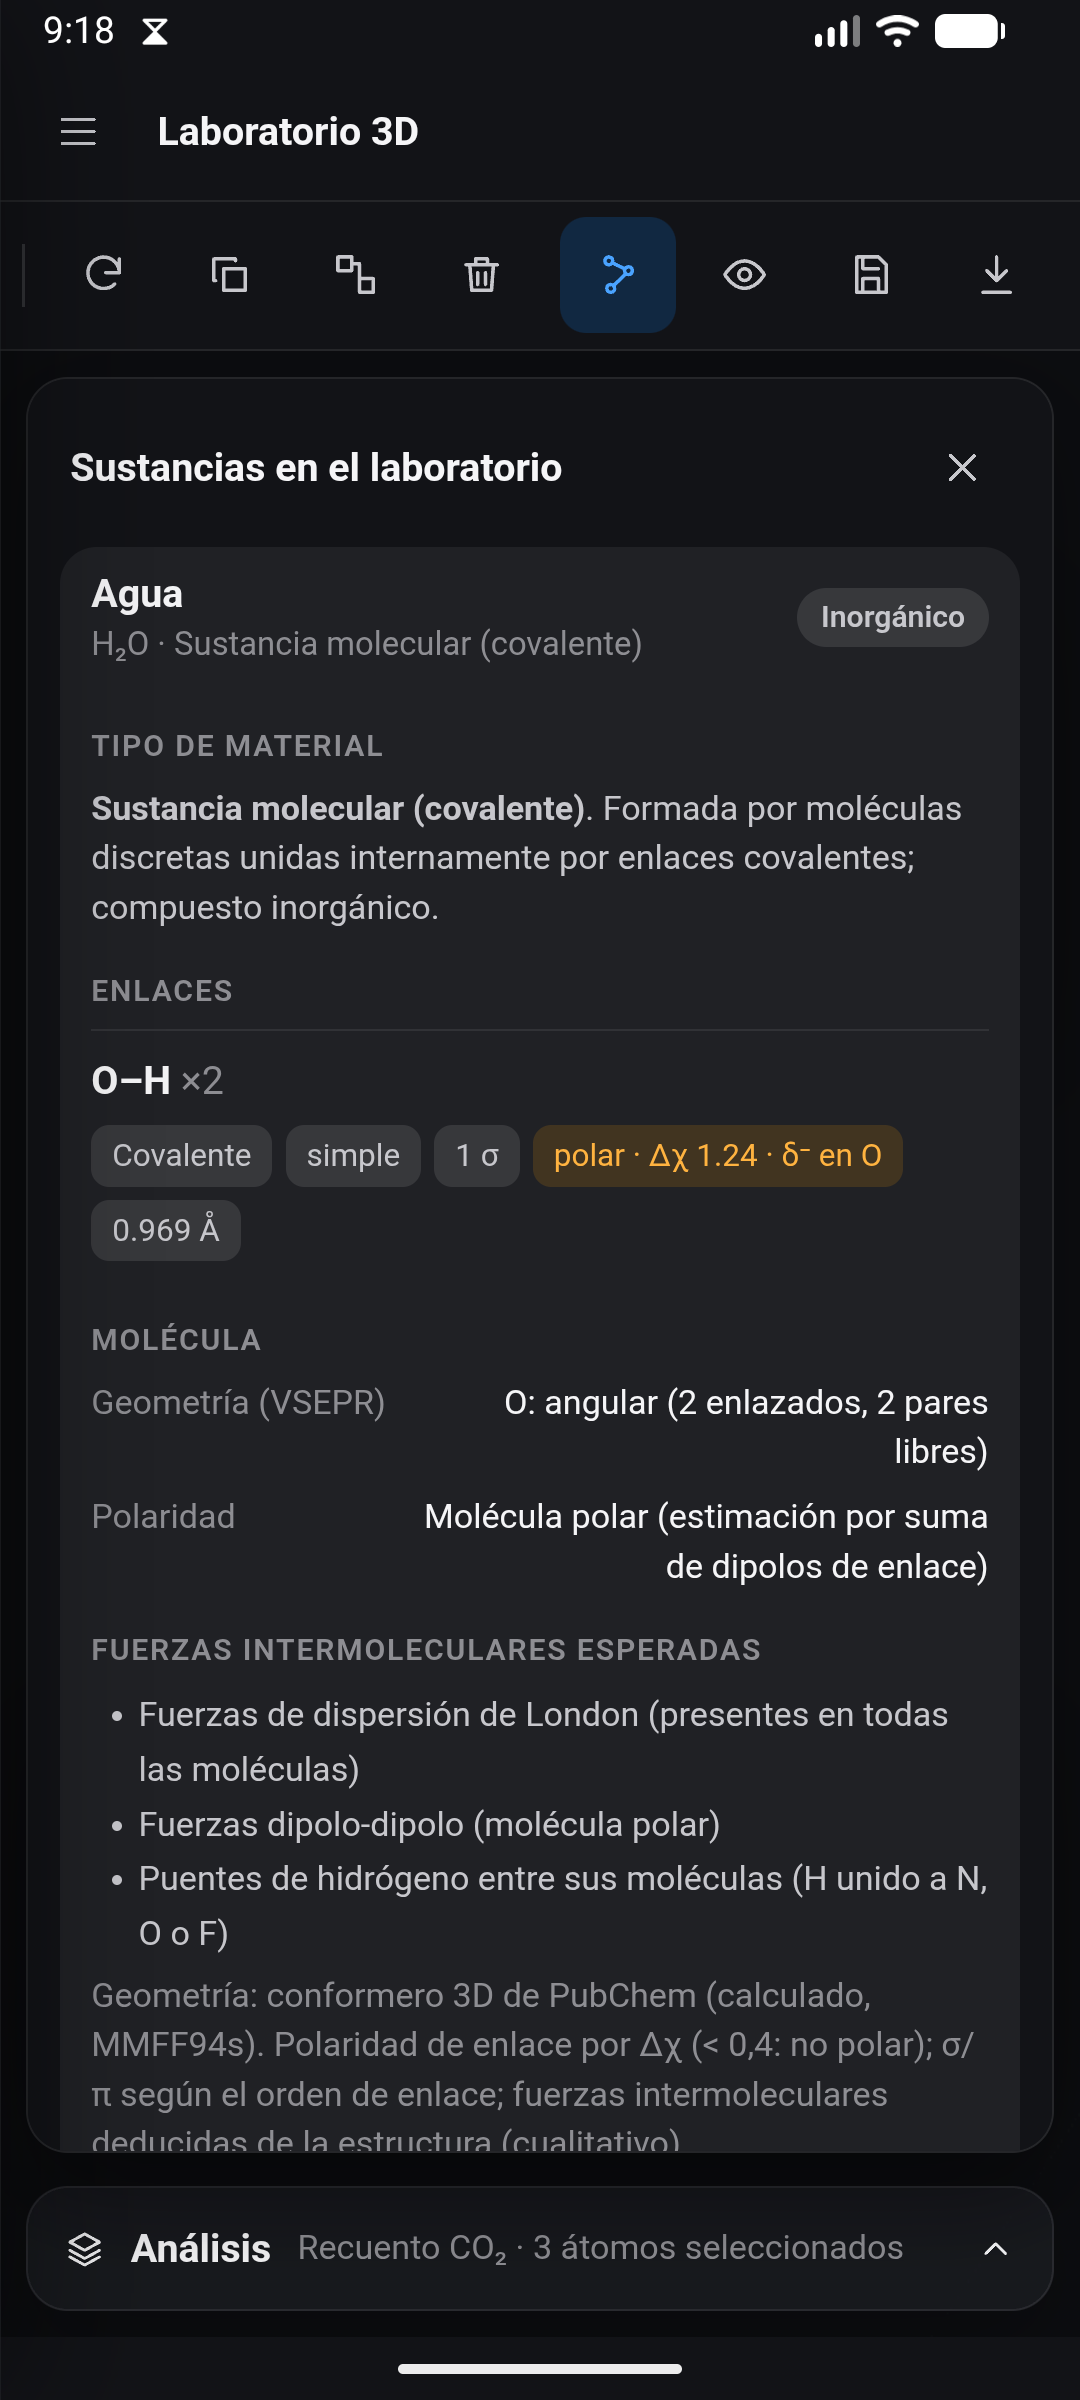 9:18
Laboratorio 3D
Sustancias en el laboratorio
Agua
H₂O · Sustancia molecular (covalente)
Inorgánico
TIPO DE MATERIAL
Sustancia molecular (covalente). Formada por moléculas
discretas unidas internamente por enlaces covalentes;
compuesto inorgánico.
ENLACES
O–H ×2
Covalente
simple
1 σ
polar · Δχ 1.24 · δ⁻ en O
0.969 Å
MOLÉCULA
Geometría (VSEPR)
O: angular (2 enlazados, 2 pares
libres)
Polaridad
Molécula polar (estimación por suma
de dipolos de enlace)
FUERZAS INTERMOLECULARES ESPERADAS
• Fuerzas de dispersión de London (presentes en todas
las moléculas)
• Fuerzas dipolo-dipolo (molécula polar)
• Puentes de hidrógeno entre sus moléculas (H unido a N,
O o F)
Geometría: conformero 3D de PubChem (calculado,
MMFF94s). Polaridad de enlace por Δχ (< 0,4: no polar); σ/
π según el orden de enlace; fuerzas intermoleculares
deducidas de la estructura (cualitativo)
Análisis
Recuento CO₂ · 3 átomos seleccionados